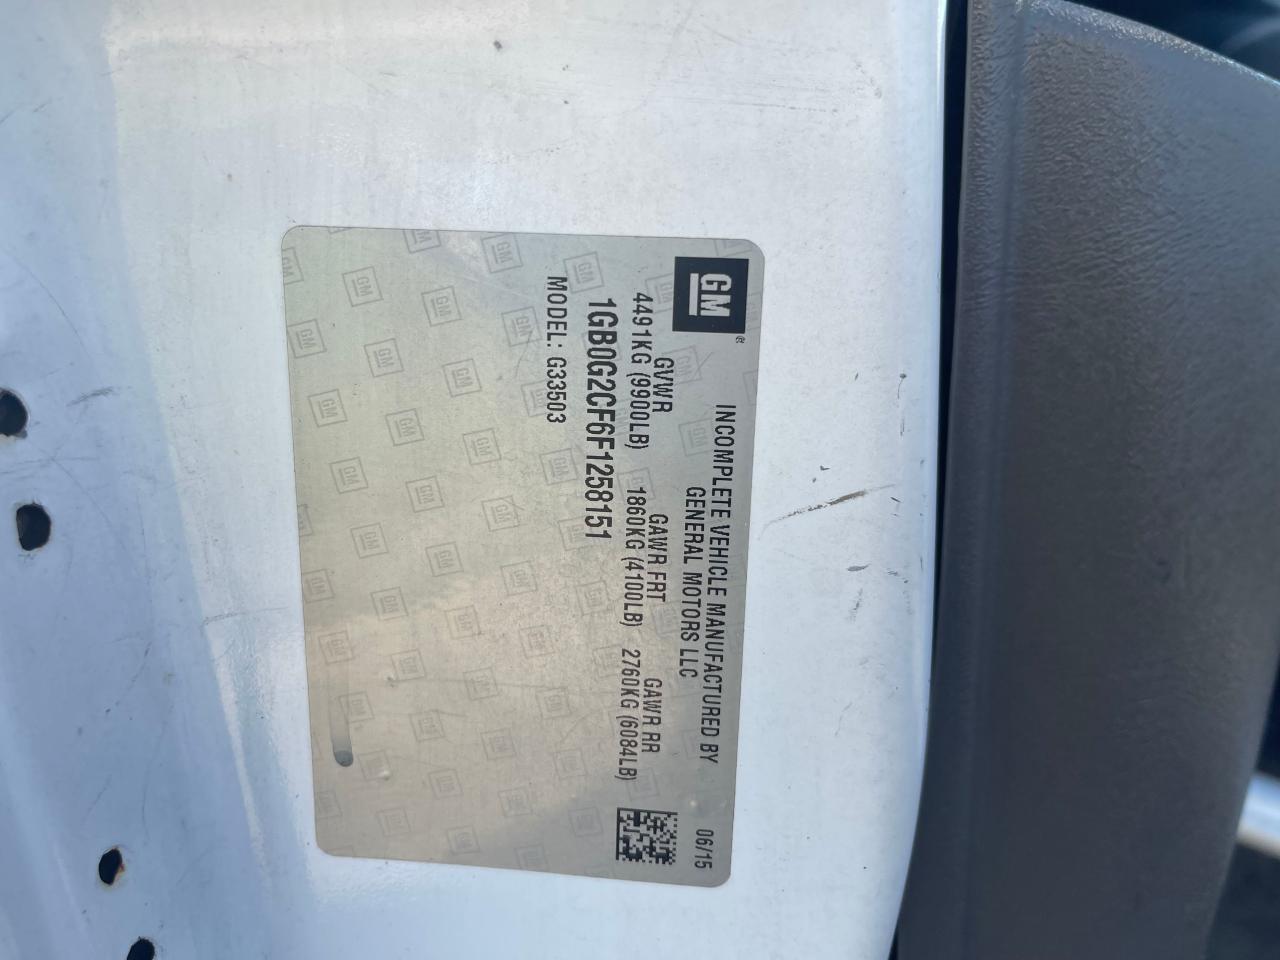 GM
INCOMPLETE VEHICLE MANUFACTURED BY
GENERAL MOTORS LLC
06/15
GVWR GAWR FRT GAWR RR
4491KG (9900LB) 1860KG (4100LB) 2760KG (6084LB)
1GB0G2CF6F1258151
MODEL: G33503